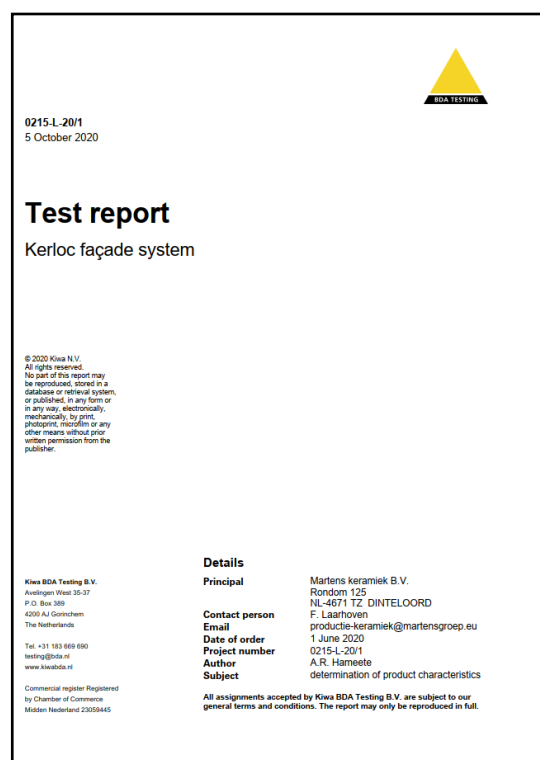 BDA TESTING
0215-L-20/1
5 October 2020
Test report
Kerloc façade system
© 2020 Kiwa N.V.
All rights reserved.
No part of this report may
be reproduced, stored in a
database or retrieval system,
or published, in any form or
in any way, electronically,
mechanically, by print,
photoprint, microfilm or any
other means without prior
written permission from the
publisher.
Kiwa BDA Testing B.V.
Avelingen West 35-37
P.O. Box 389
4200 AJ Gorinchem
The Netherlands
Tel. +31 183 669 690
testing@bda.nl
www.kiwabda.nl
Commercial register Registered
by Chamber of Commerce
Midden Nederland 23059445
Details
Principal Martens keramiek B.V.
Rondom 125
NL-4671 TZ DINTELOORD
Contact person F. Laarhoven
Email productie-keramiek@martensgroep.eu
Date of order 1 June 2020
Project number 0215-L-20/1
Author A.R. Hameete
Subject determination of product characteristics
All assignments accepted by Kiwa BDA Testing B.V. are subject to our
general terms and conditions. The report may only be reproduced in full.